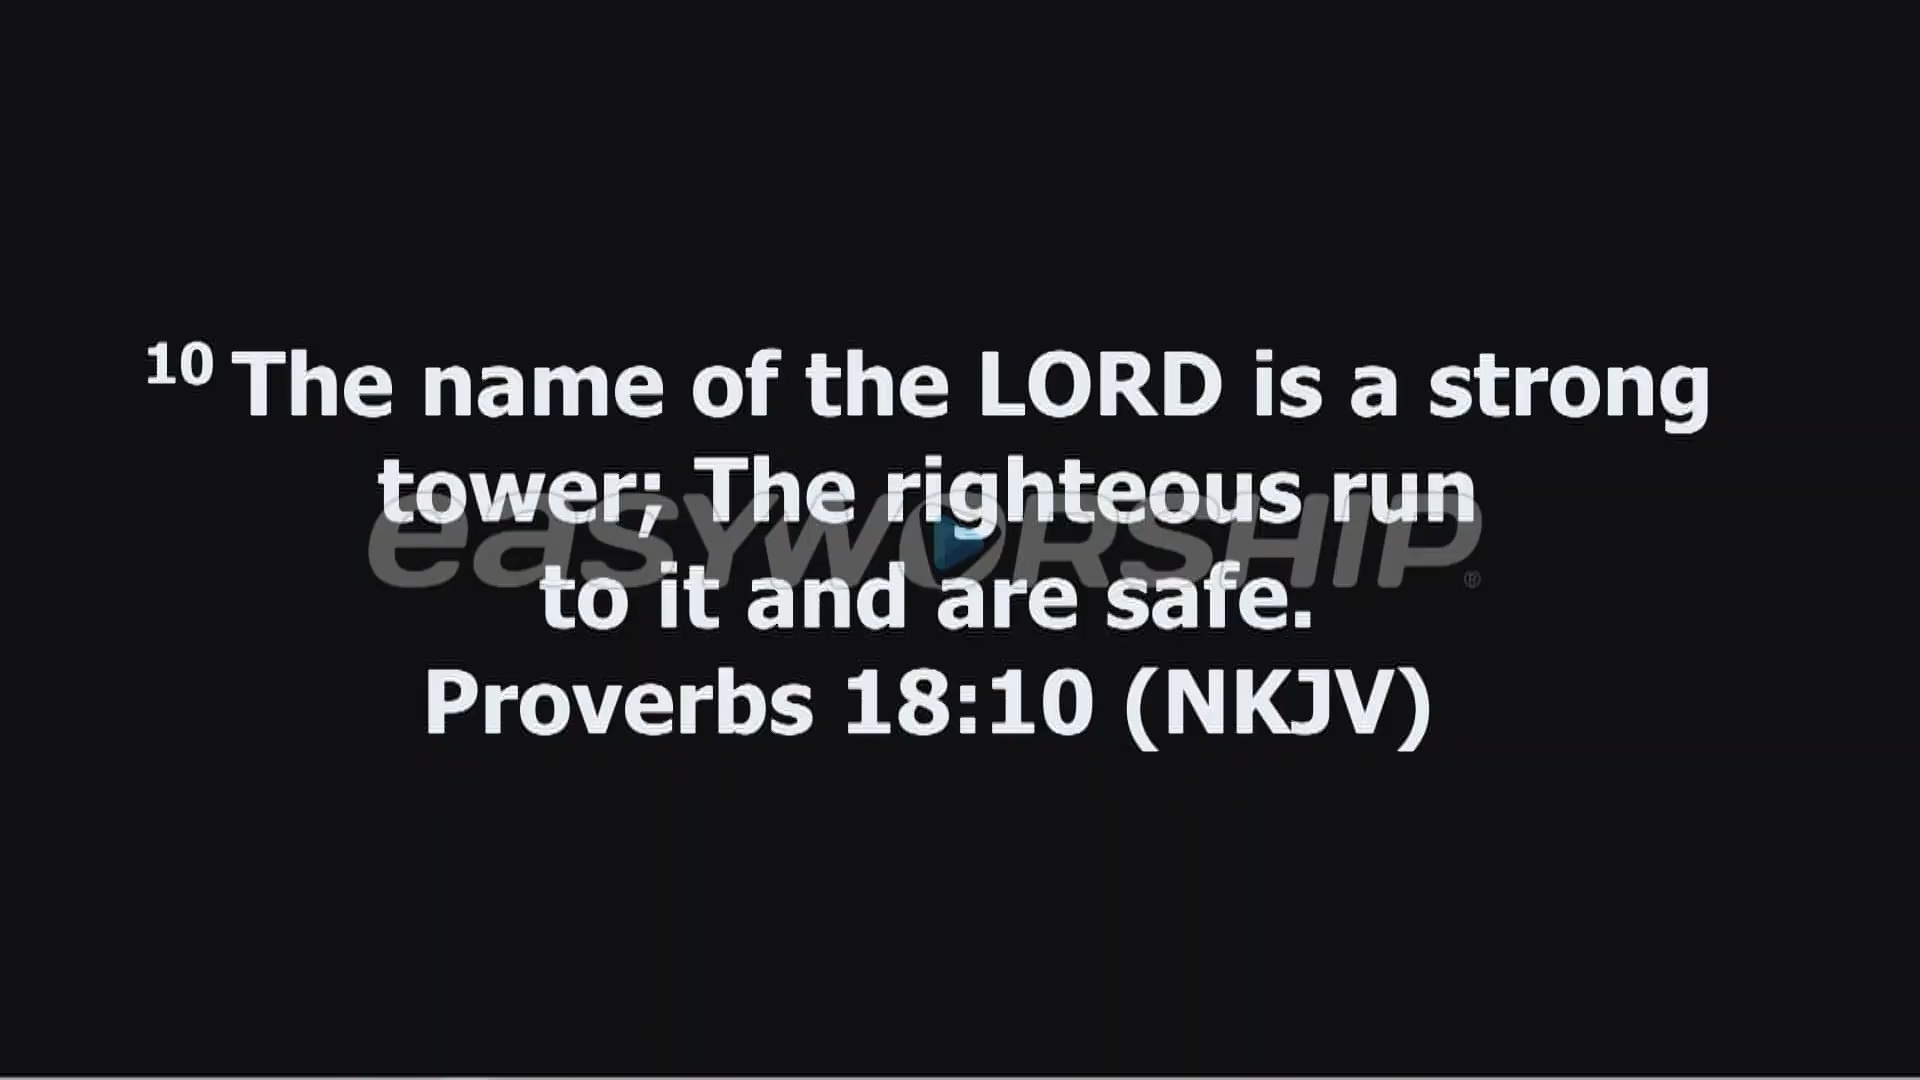 10 The name of the LORD is a strong
tower; The righteous run
easyWORSHIP®
to it and are safe.
Proverbs 18:10 (NKJV)